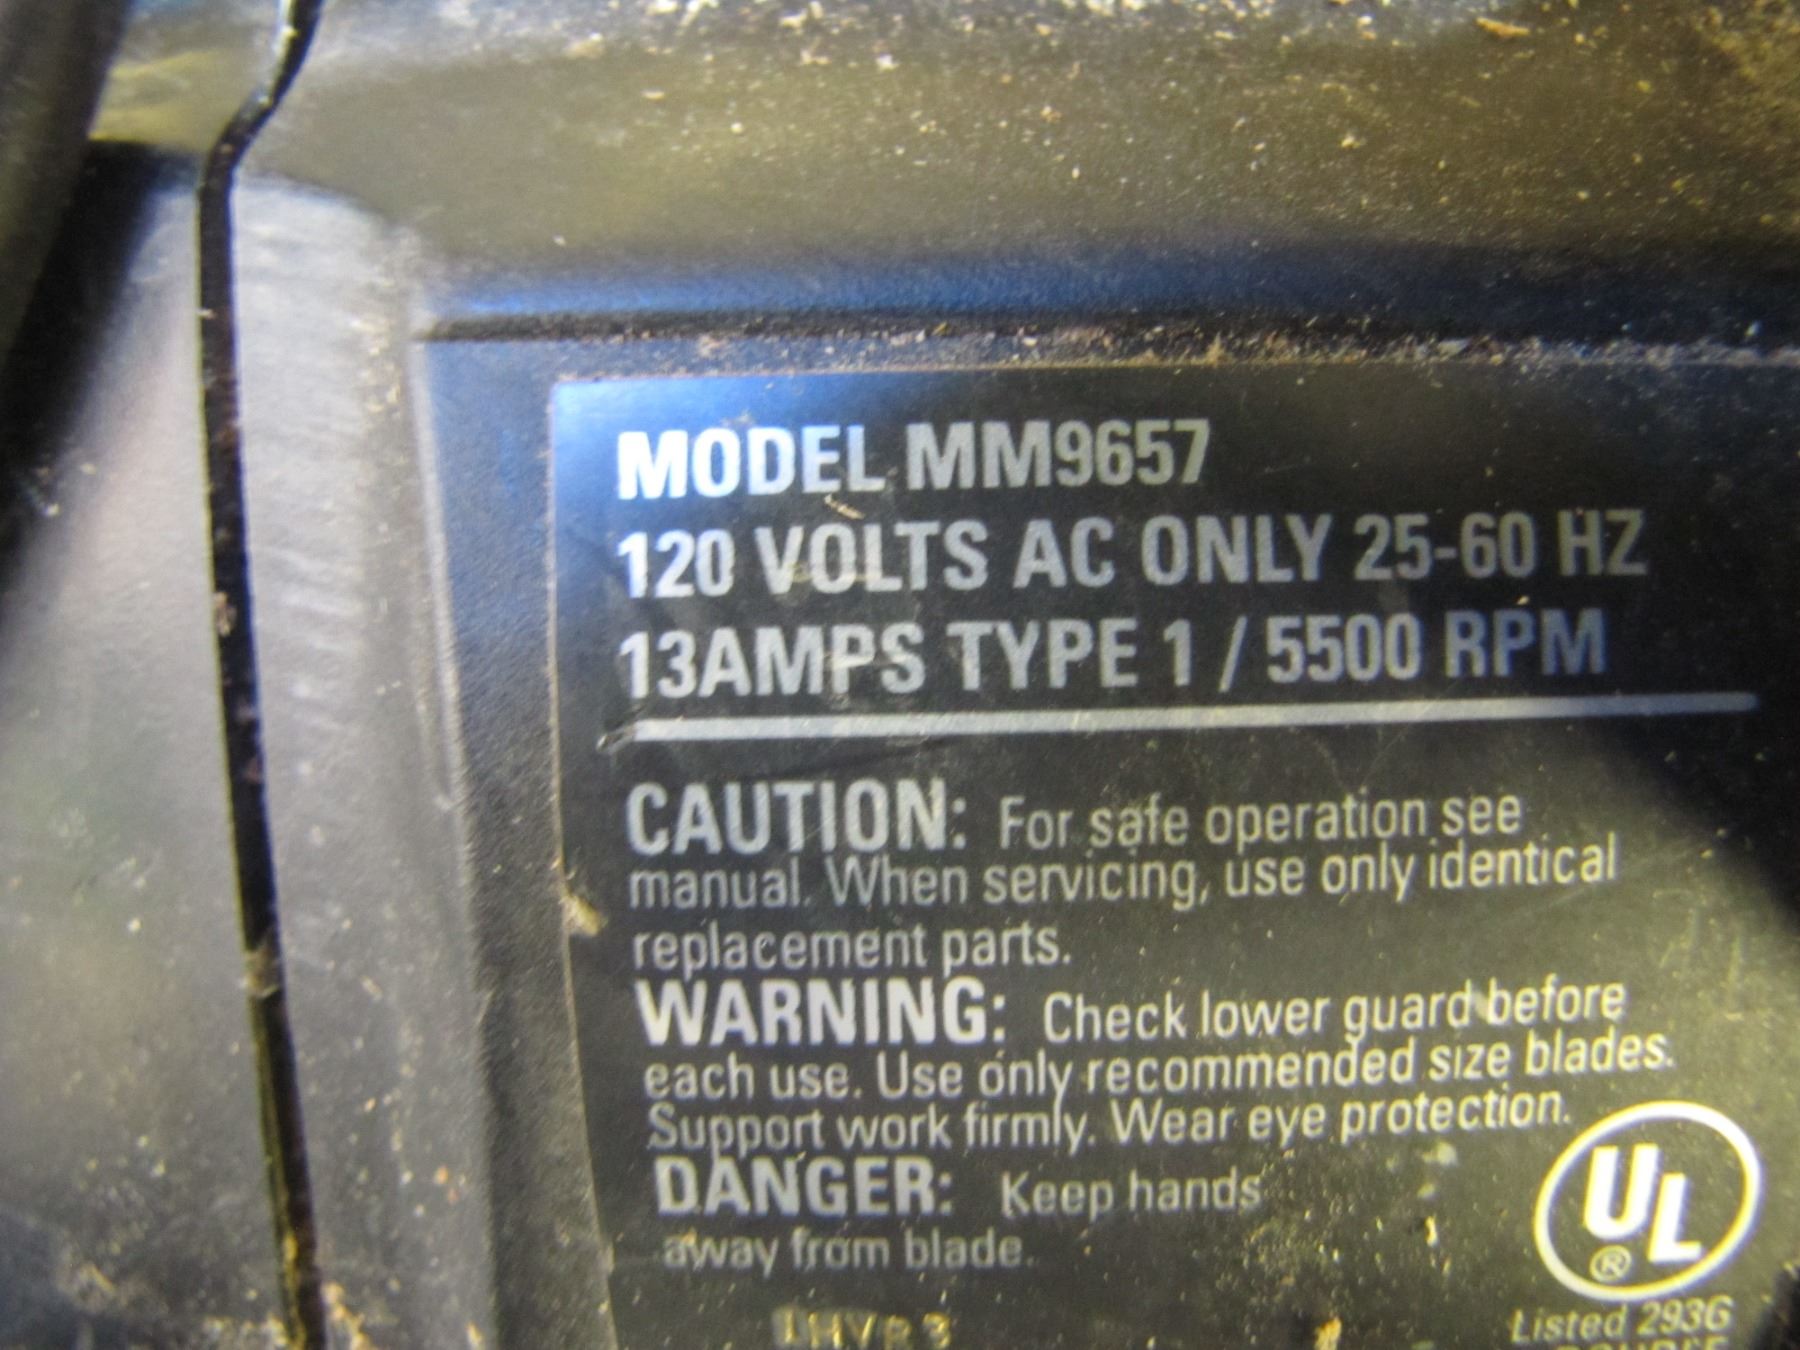 MODEL MM9657
120 VOLTS AC ONLY 25-60 HZ
13AMPS TYPE 1 / 5500 RPM
CAUTION: For safe operation see
manual. When servicing, use only identical
replacement parts.
WARNING: Check lower guard before
each use. Use only recommended size blades.
Support work firmly. Wear eye protection.
DANGER: Keep hands
away from blade.
UL
®
Listed 293G